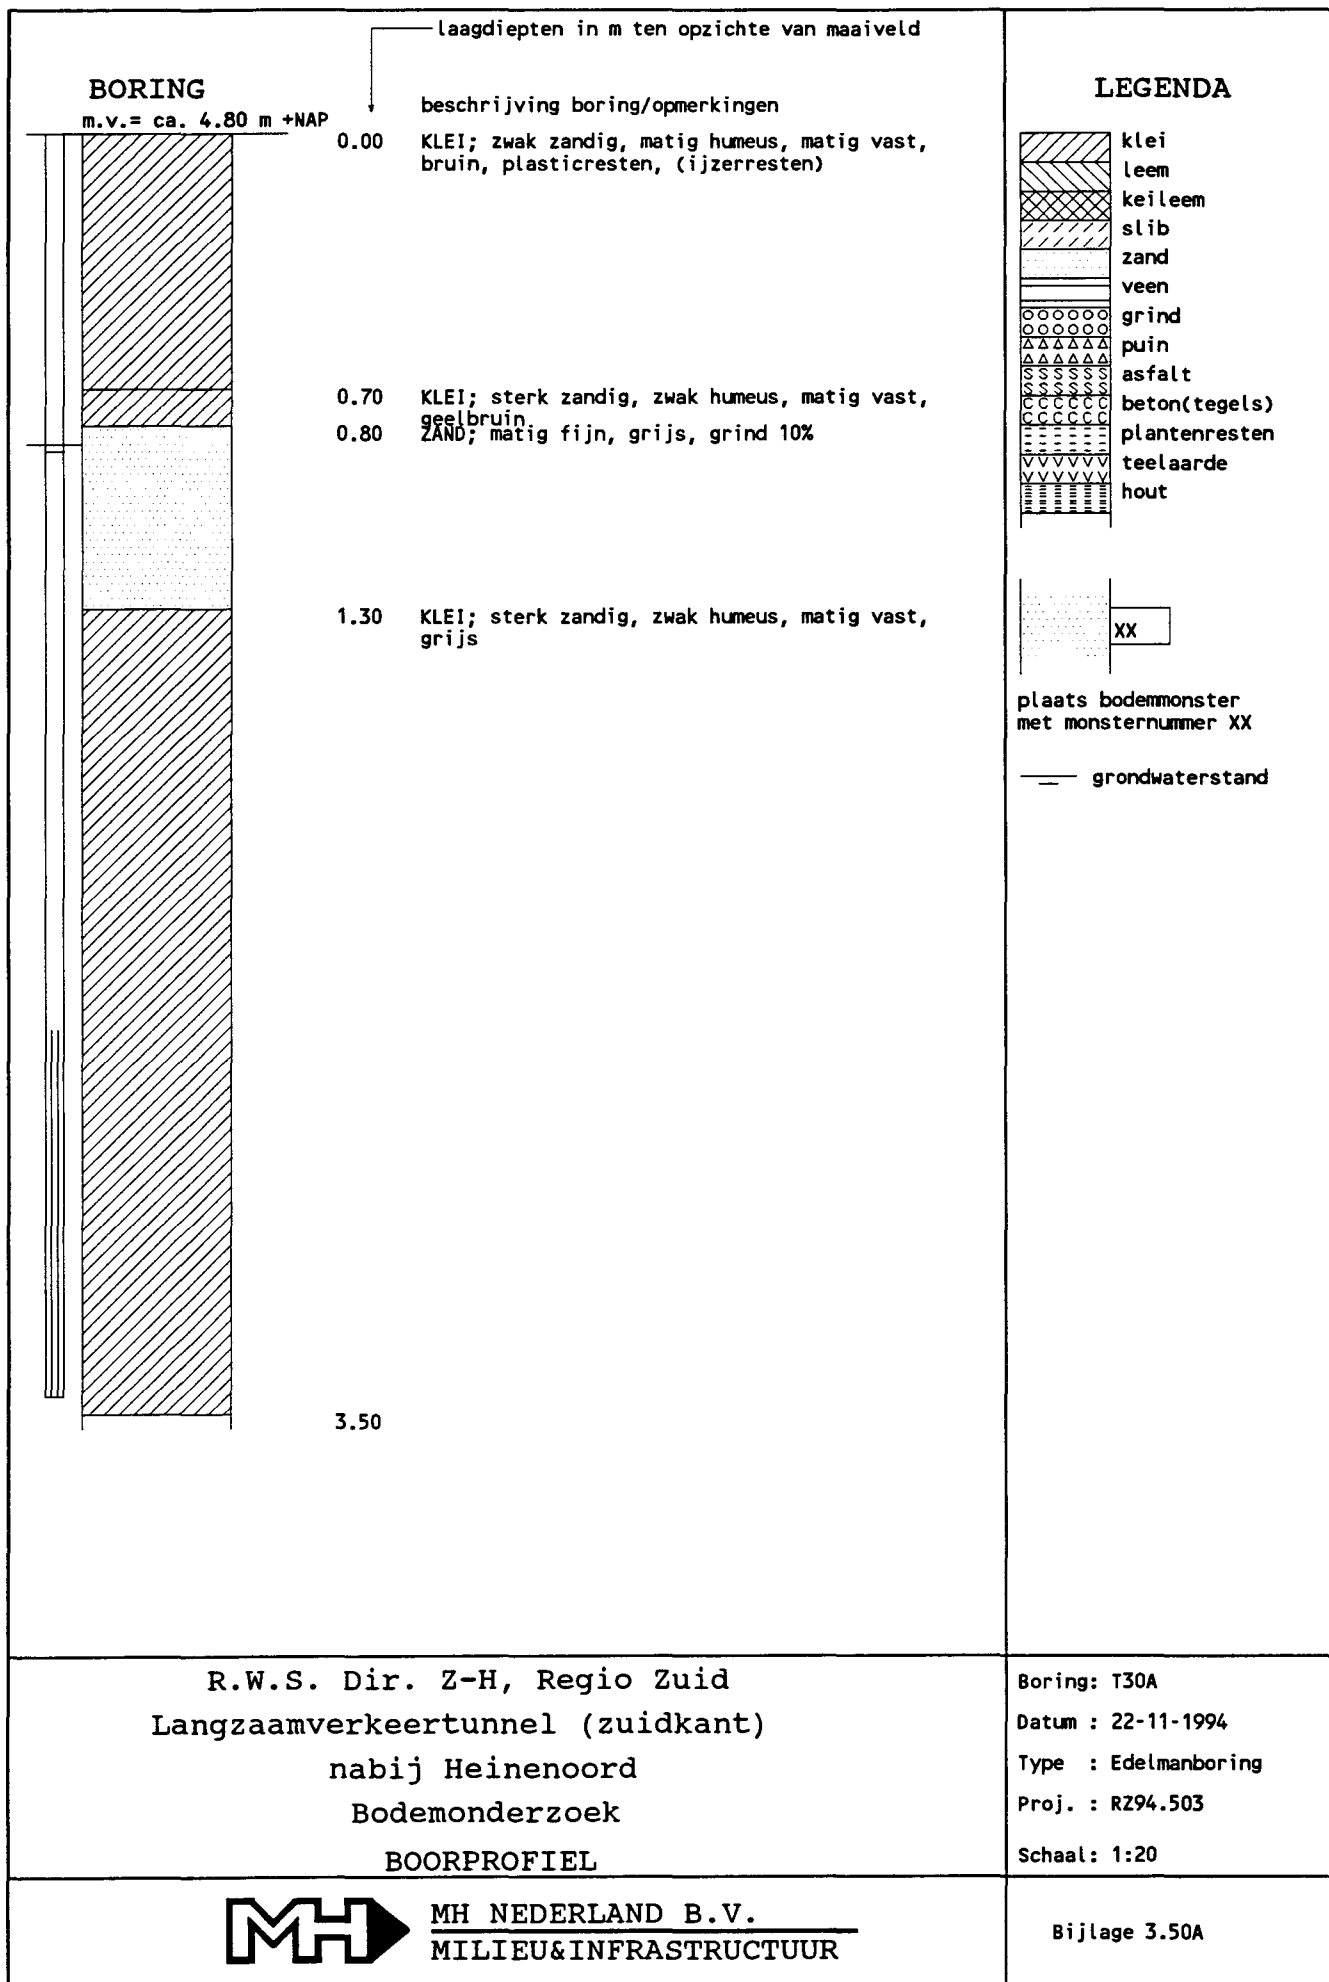 laagdiepten in m ten opzichte van maaiveld
BORING
m.v.= ca. 4.80 m +NAP
beschrijving boring/opmerkingen
0.00 KLEI; zwak zandig, matig humeus, matig vast,
bruin, plasticresten, (ijzerresten)
0.70 KLEI; sterk zandig, zwak humeus, matig vast,
geelbruin
0.80 ZAND; matig fijn, grijs, grind 10%
1.30 KLEI; sterk zandig, zwak humeus, matig vast,
grijs
3.50
LEGENDA
klei
leem
keileem
slib
zand
veen
grind
puin
asfalt
beton(tegels)
plantenresten
teelaarde
hout
XX
plaats bodemmonster
met monsternummer XX
grondwaterstand
R.W.S. Dir. Z-H, Regio Zuid
Langzaamverkeertunnel (zuidkant)
nabij Heinenoord
Bodemonderzoek
BOORPROFIEL
Boring: T30A
Datum : 22-11-1994
Type : Edelmanboring
Proj. : RZ94.503
Schaal: 1:20
MH
MH NEDERLAND B.V.
MILIEU&INFRASTRUCTUUR
Bijlage 3.50A